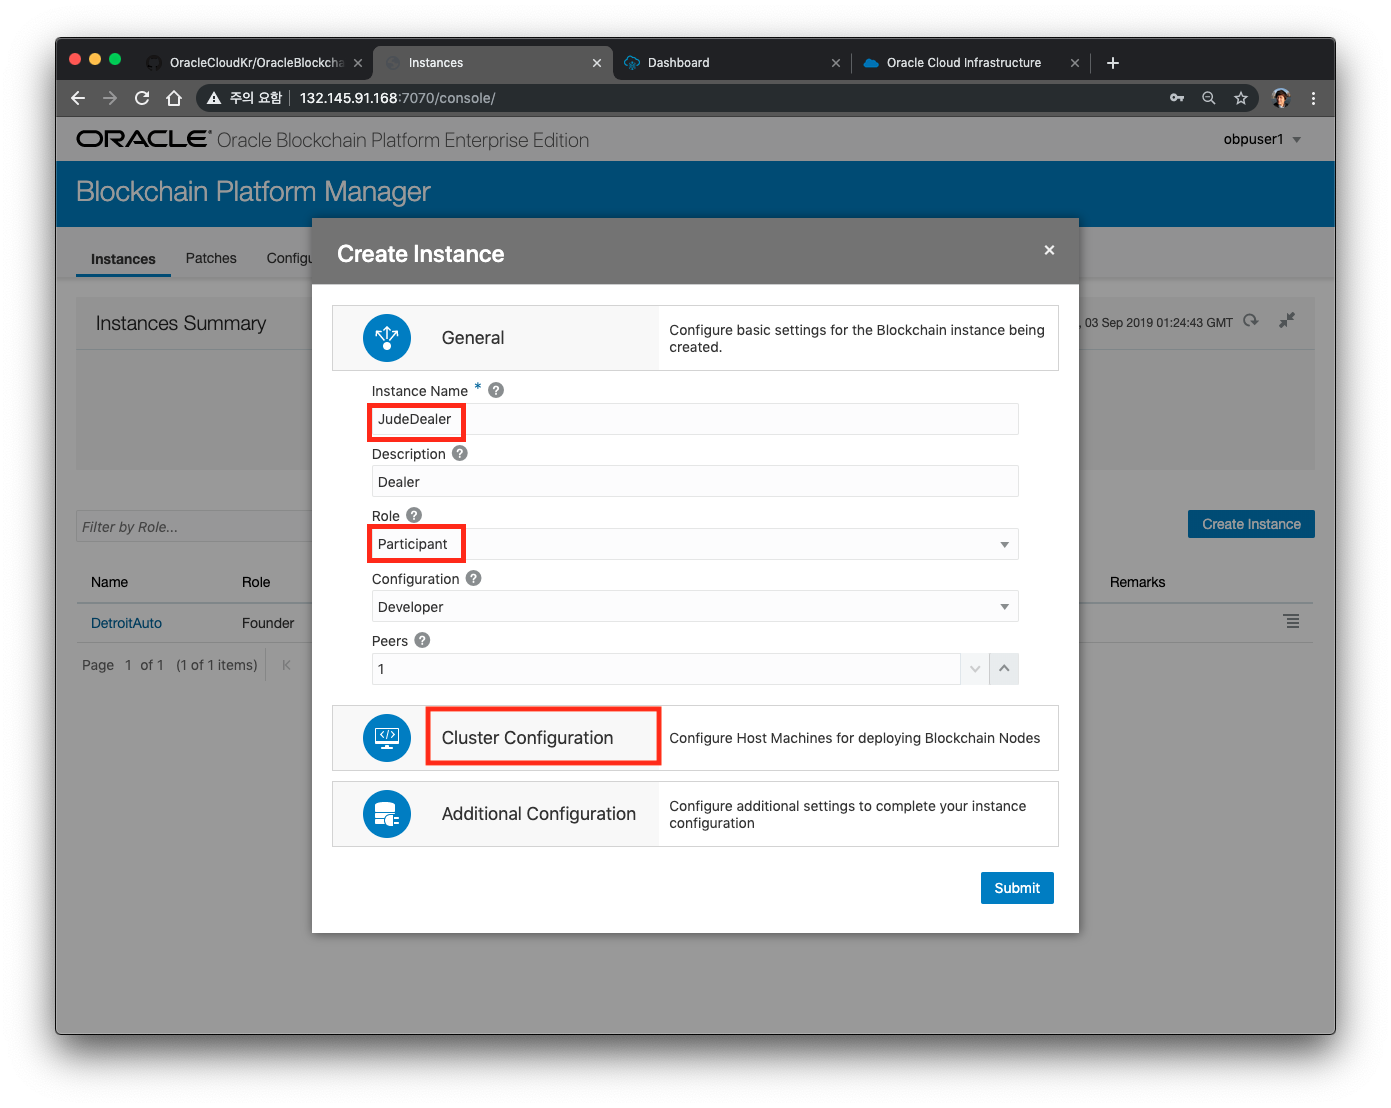 OracleCloudKr/OracleBlockcha
Instances
Dashboard
Oracle Cloud Infrastructure
주의 요함
132.145.91.168:7070/console/
ORACLE® Oracle Blockchain Platform Enterprise Edition
obpuser1
Blockchain Platform Manager
Instances
Patches
Configu
Instances Summary
, 03 Sep 2019 01:24:43 GMT
Filter by Role...
Create Instance
Name
Role
Remarks
DetroitAuto
Founder
Page 1 of 1 (1 of 1 items)
Create Instance
General
Configure basic settings for the Blockchain instance being
created.
Instance Name *
JudeDealer
Description
Dealer
Role
Participant
Configuration
Developer
Peers
1
Cluster Configuration
Configure Host Machines for deploying Blockchain Nodes
Additional Configuration
Configure additional settings to complete your instance
configuration
Submit